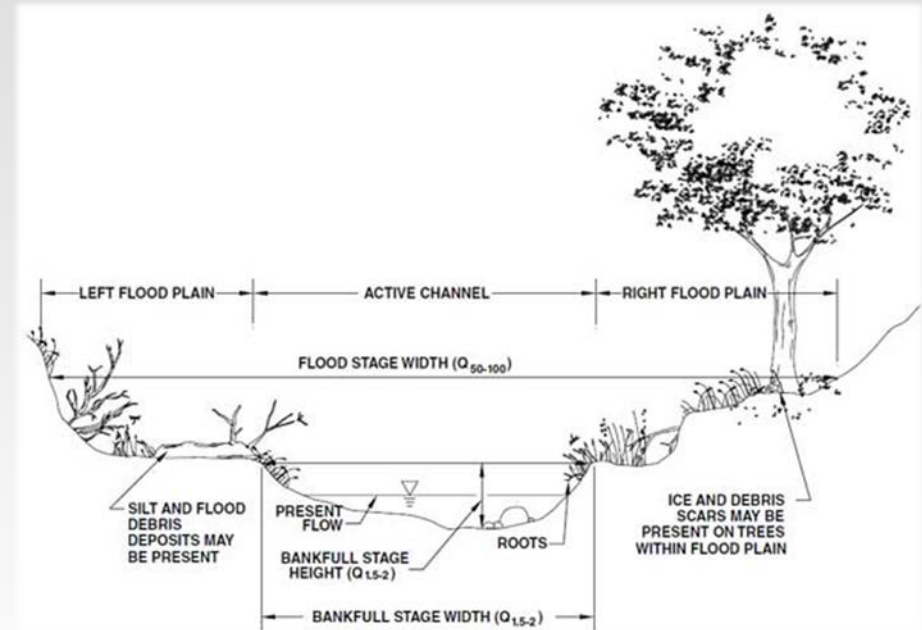 LEFT FLOOD PLAIN
ACTIVE CHANNEL
RIGHT FLOOD PLAIN
FLOOD STAGE WIDTH (Q50-100)
SILT AND FLOOD
DEBRIS
DEPOSITS MAY
BE PRESENT
PRESENT
FLOW
BANKFULL STAGE
HEIGHT (Q1.5-2)
ROOTS
ICE AND DEBRIS
SCARS MAY BE
PRESENT ON TREES
WITHIN FLOOD PLAIN
BANKFULL STAGE WIDTH (Q1.5-2)